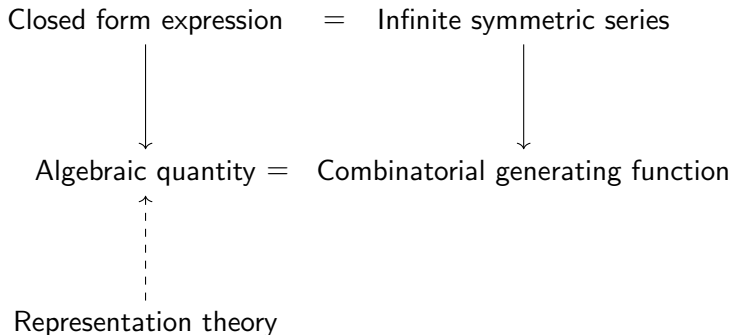 Closed form expression = Infinite symmetric series
Algebraic quantity = Combinatorial generating function
Representation theory